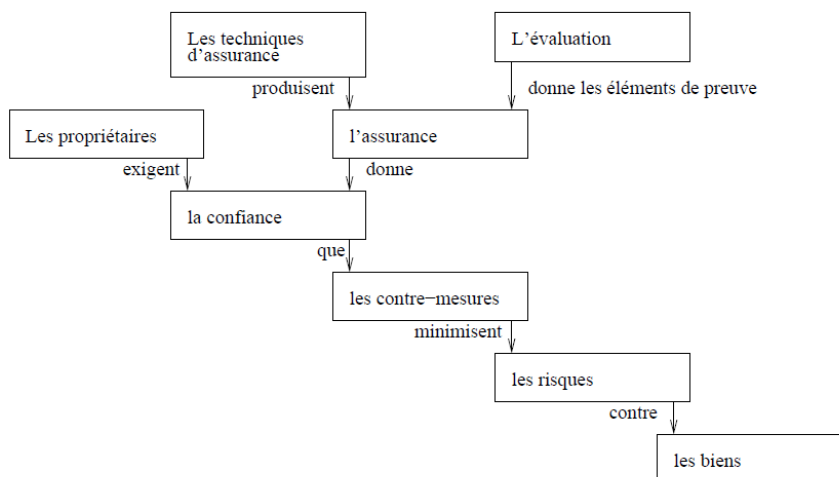 Les techniques
d’assurance
L’évaluation
produisent
donne les éléments de preuve
Les propriétaires
l’assurance
exigent
donne
la confiance
que
les contre−mesures
minimisent
les risques
contre
les biens